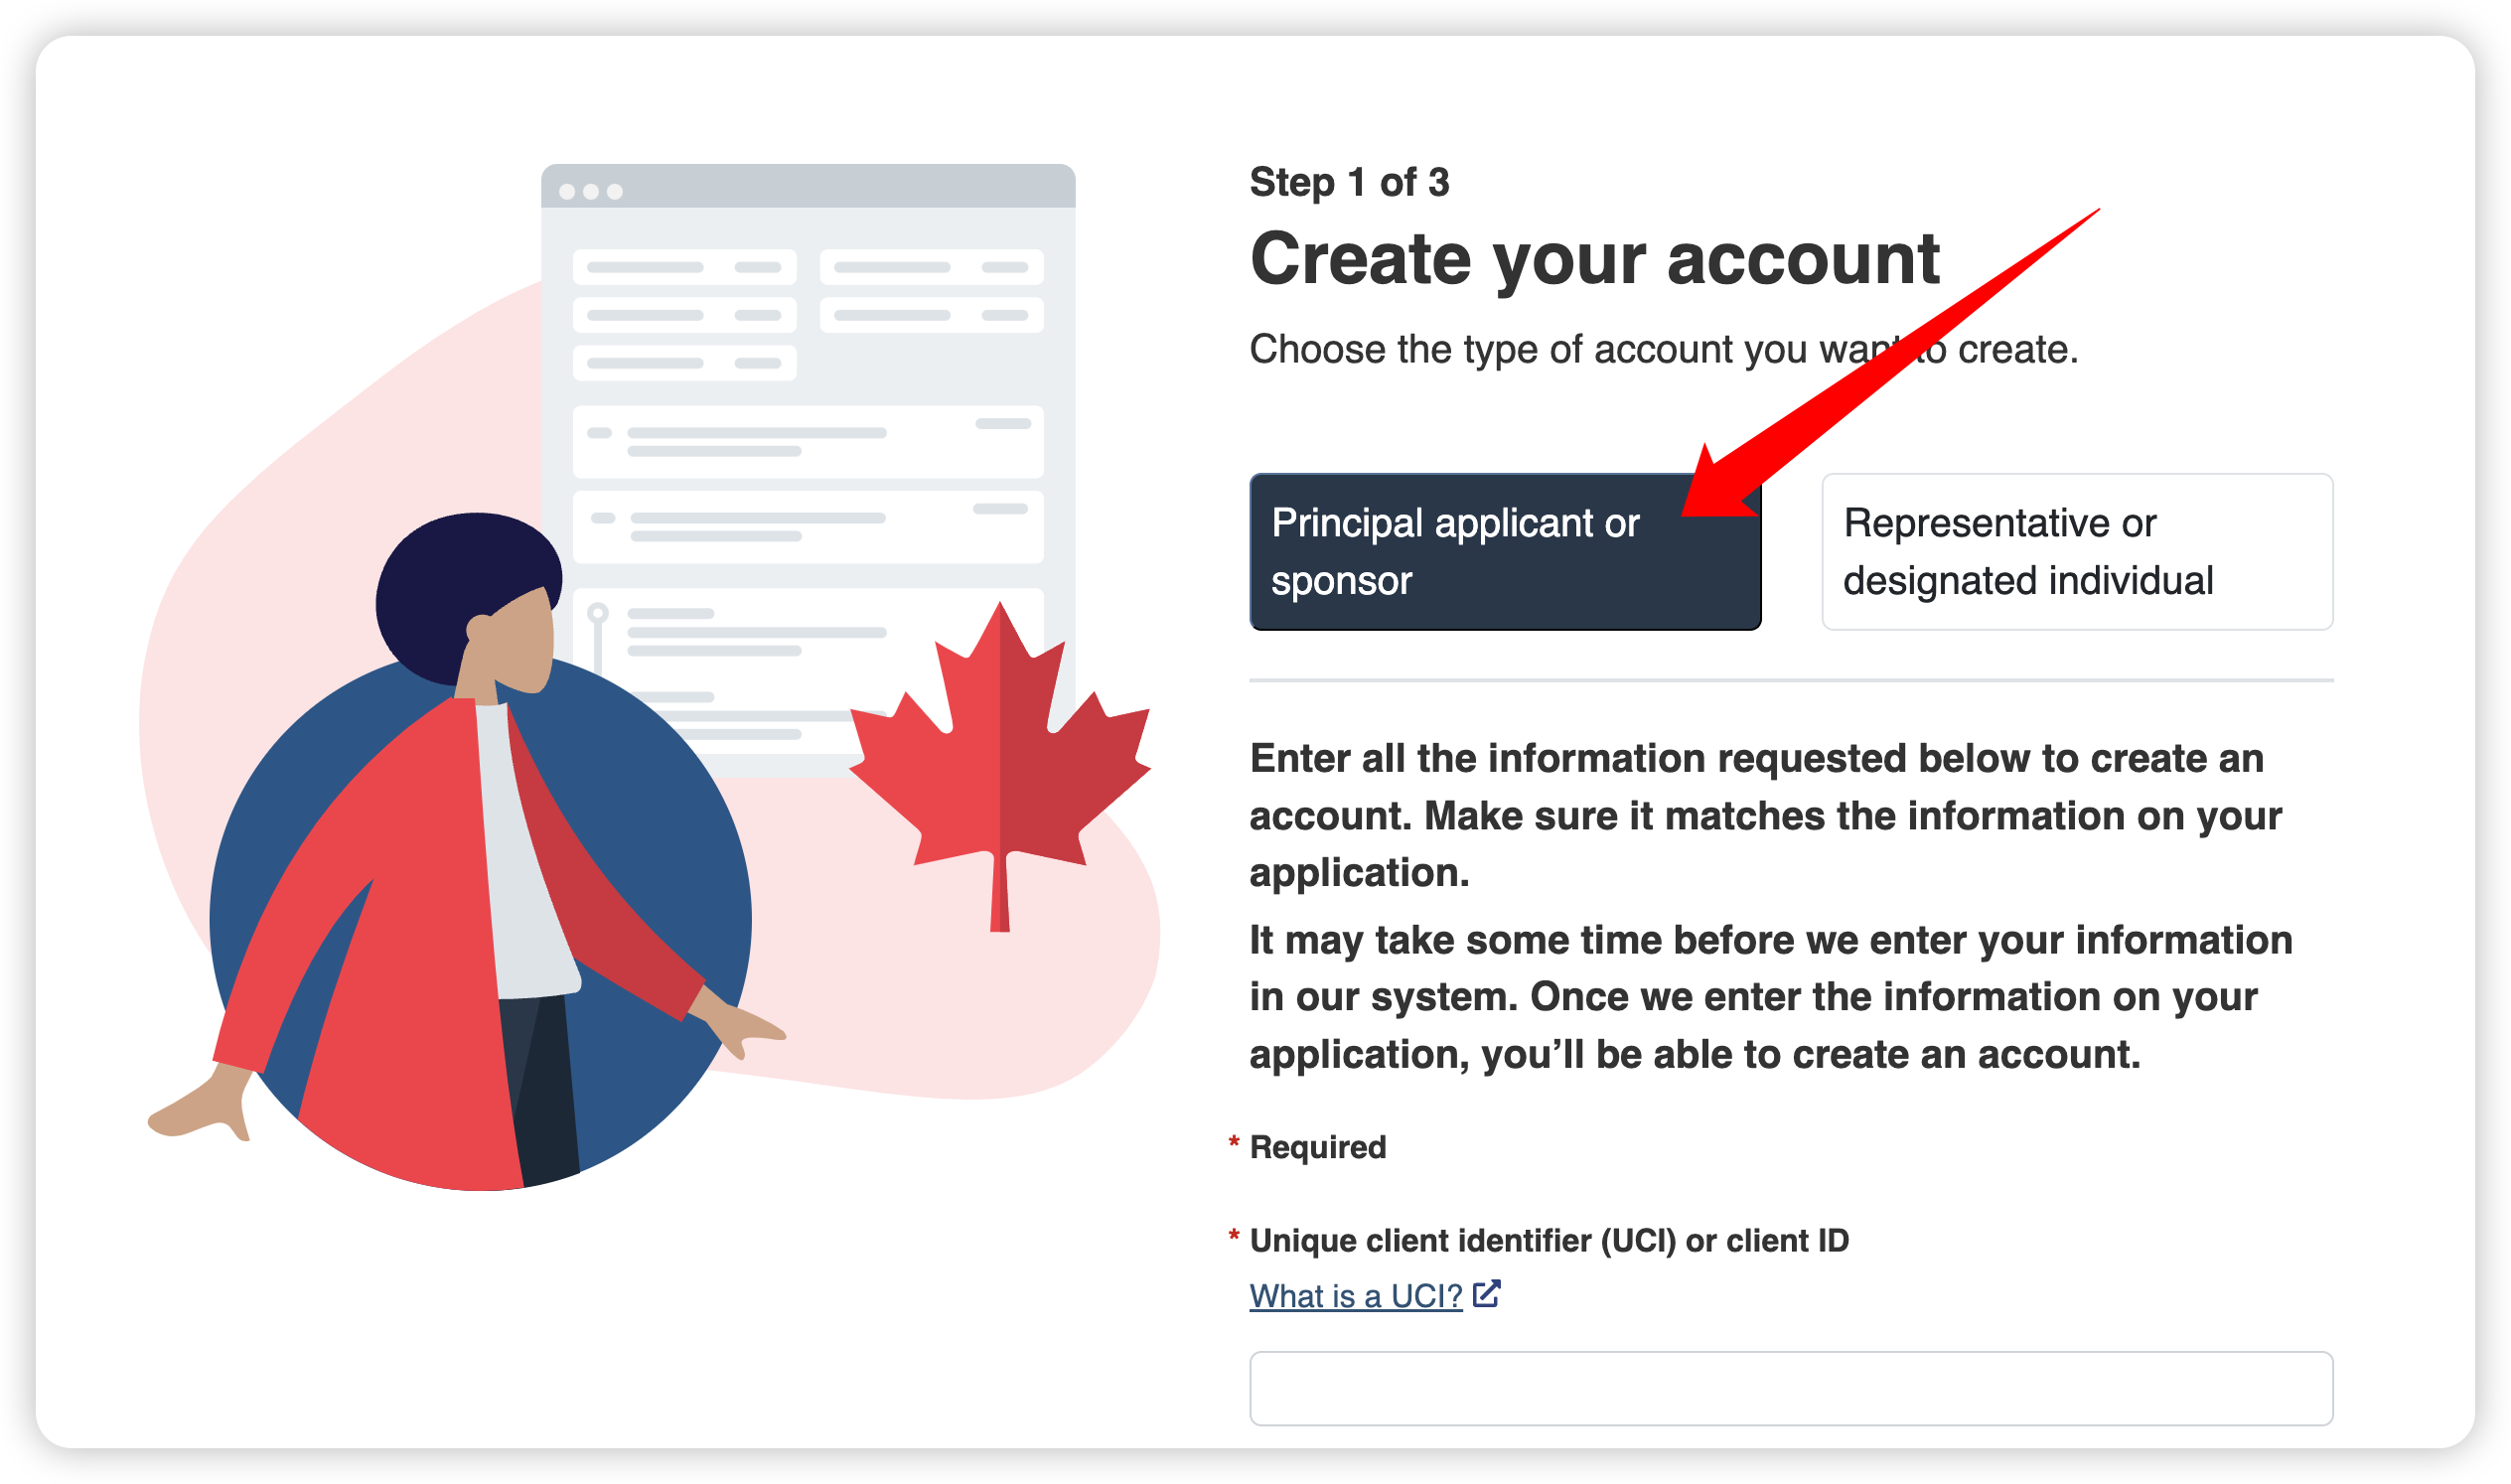 Step 1 of 3
Create your account
Choose the type of account you want to create.
Principal applicant or
sponsor
Representative or
designated individual
Enter all the information requested below to create an
account. Make sure it matches the information on your
application.
It may take some time before we enter your information
in our system. Once we enter the information on your
application, you’ll be able to create an account.
* Required
* Unique client identifier (UCI) or client ID
What is a UCI?